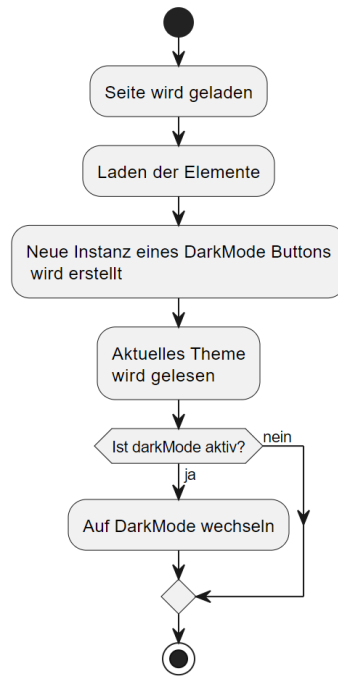 Seite wird geladen
Laden der Elemente
Neue Instanz eines DarkMode Buttons
wird erstellt
Aktuelles Theme
wird gelesen
Ist darkMode aktiv?
nein
ja
Auf DarkMode wechseln